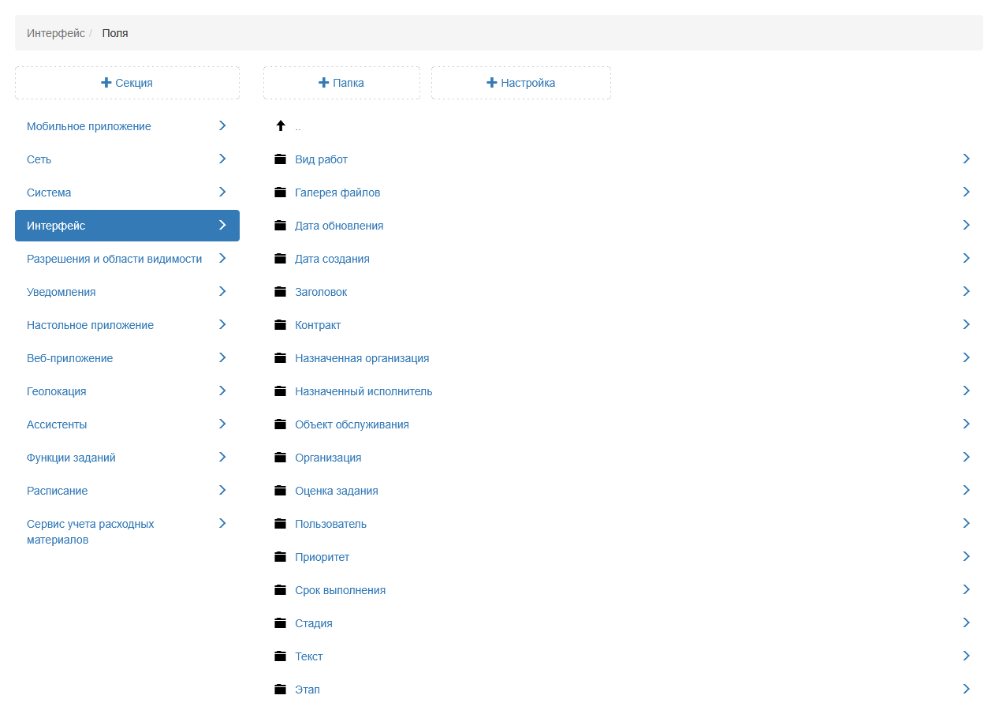 Интерфейс / Поля
Секция
Папка
Настройка
Мобильное приложение
Сеть
Система
Интерфейс
Разрешения и области видимости
Уведомления
Настольное приложение
Веб-приложение
Геолокация
Ассистенты
Функции заданий
Расписание
Сервис учета расходных
материалов
..
Вид работ
Галерея файлов
Дата обновления
Дата создания
Заголовок
Контракт
Назначенная организация
Назначенный исполнитель
Объект обслуживания
Организация
Оценка задания
Пользователь
Приоритет
Срок выполнения
Стадия
Текст
Этап